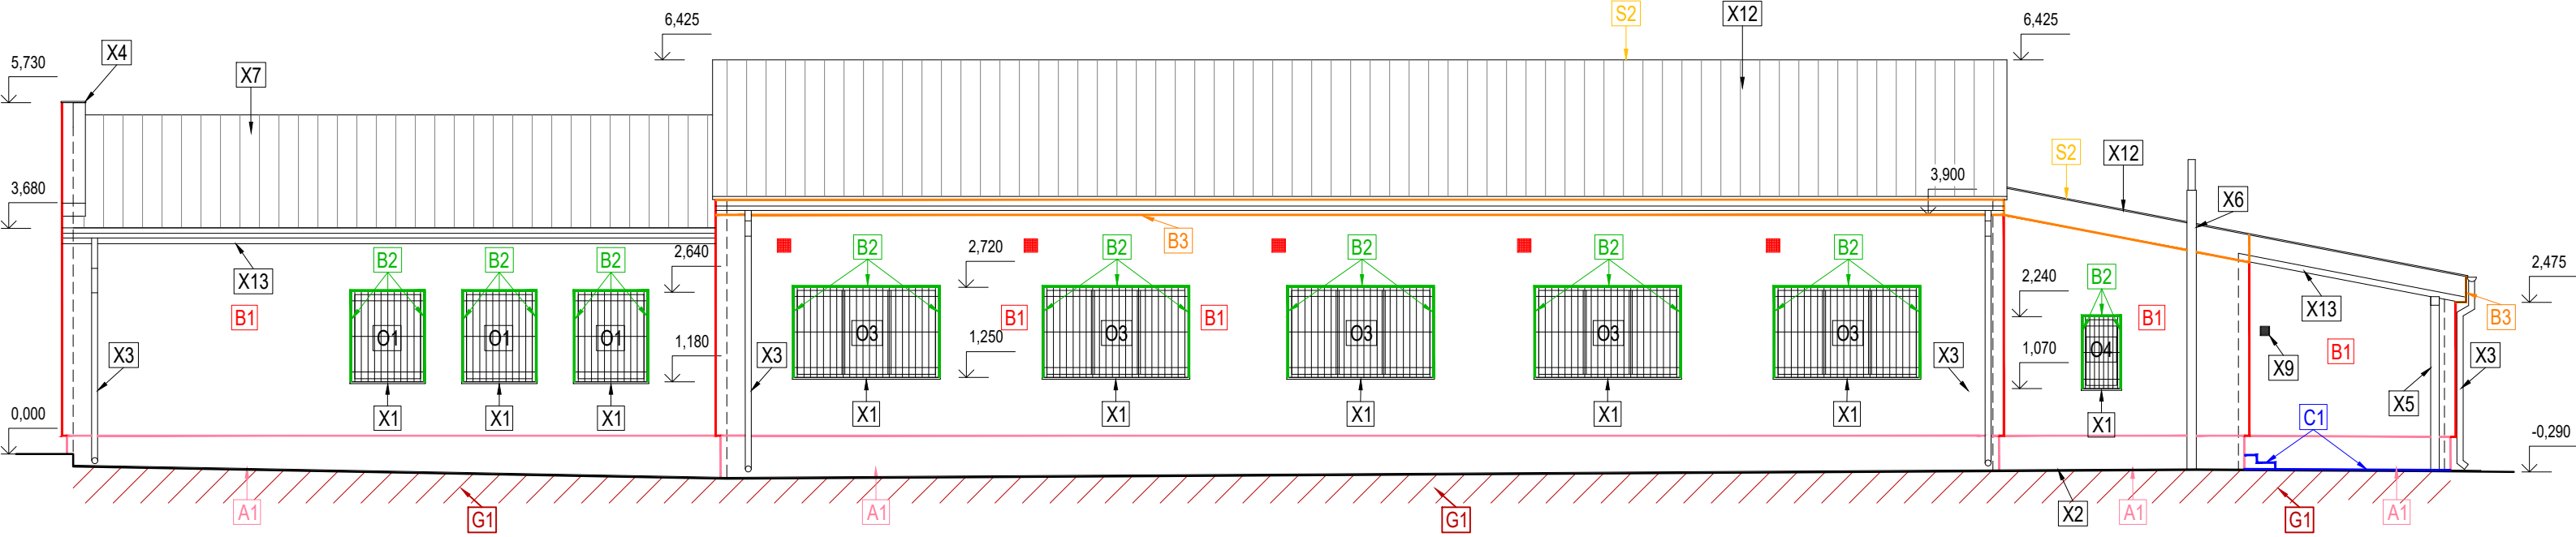 6,425
S2
X12
6,425
X4
5,730
X7
S2
X12
3,680
3,900
X6
B3
B2
B2
B2
2,640
B2
2,720
B2
B2
B2
B2
2,475
X13
2,240
B2
X13
B3
B1
B1
B1
B1
O1
O1
O1
O3
O3
O3
O3
O3
O4
X3
1,180
X3
1,250
X3
1,070
X9
B1
X3
X5
0,000
X1
X1
X1
X1
X1
X1
X1
X1
X1
C1
-0,290
A1
G1
A1
G1
X2
A1
G1
A1